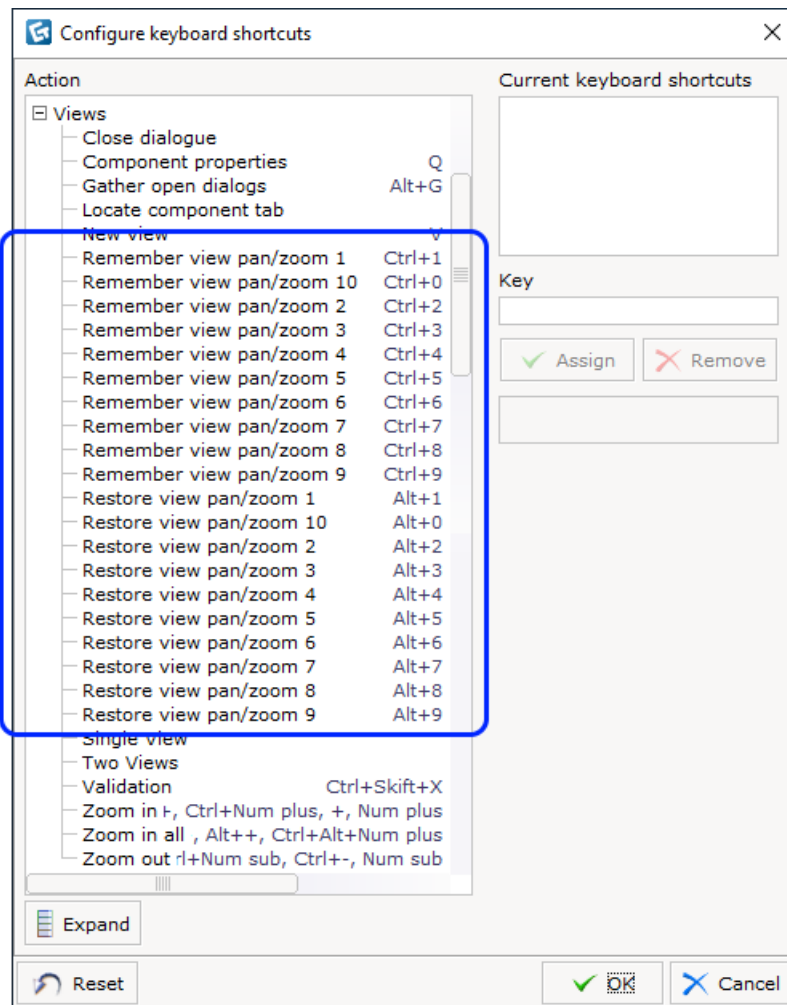 Configure keyboard shortcuts
Action
Current keyboard shortcuts
Views
Close dialogue
Component properties Q
Gather open dialogs Alt+G
Locate component tab
New view V
Remember view pan/zoom 1 Ctrl+1
Remember view pan/zoom 10 Ctrl+0
Remember view pan/zoom 2 Ctrl+2
Remember view pan/zoom 3 Ctrl+3
Remember view pan/zoom 4 Ctrl+4
Remember view pan/zoom 5 Ctrl+5
Remember view pan/zoom 6 Ctrl+6
Remember view pan/zoom 7 Ctrl+7
Remember view pan/zoom 8 Ctrl+8
Remember view pan/zoom 9 Ctrl+9
Restore view pan/zoom 1 Alt+1
Restore view pan/zoom 10 Alt+0
Restore view pan/zoom 2 Alt+2
Restore view pan/zoom 3 Alt+3
Restore view pan/zoom 4 Alt+4
Restore view pan/zoom 5 Alt+5
Restore view pan/zoom 6 Alt+6
Restore view pan/zoom 7 Alt+7
Restore view pan/zoom 8 Alt+8
Restore view pan/zoom 9 Alt+9
Single View
Two Views
Validation Ctrl+Skift+X
Zoom in +, Ctrl+Num plus, +, Num plus
Zoom in all , Alt++, Ctrl+Alt+Num plus
Zoom out rl+Num sub, Ctrl+-, Num sub
Key
Assign
Remove
Expand
Reset
OK
Cancel